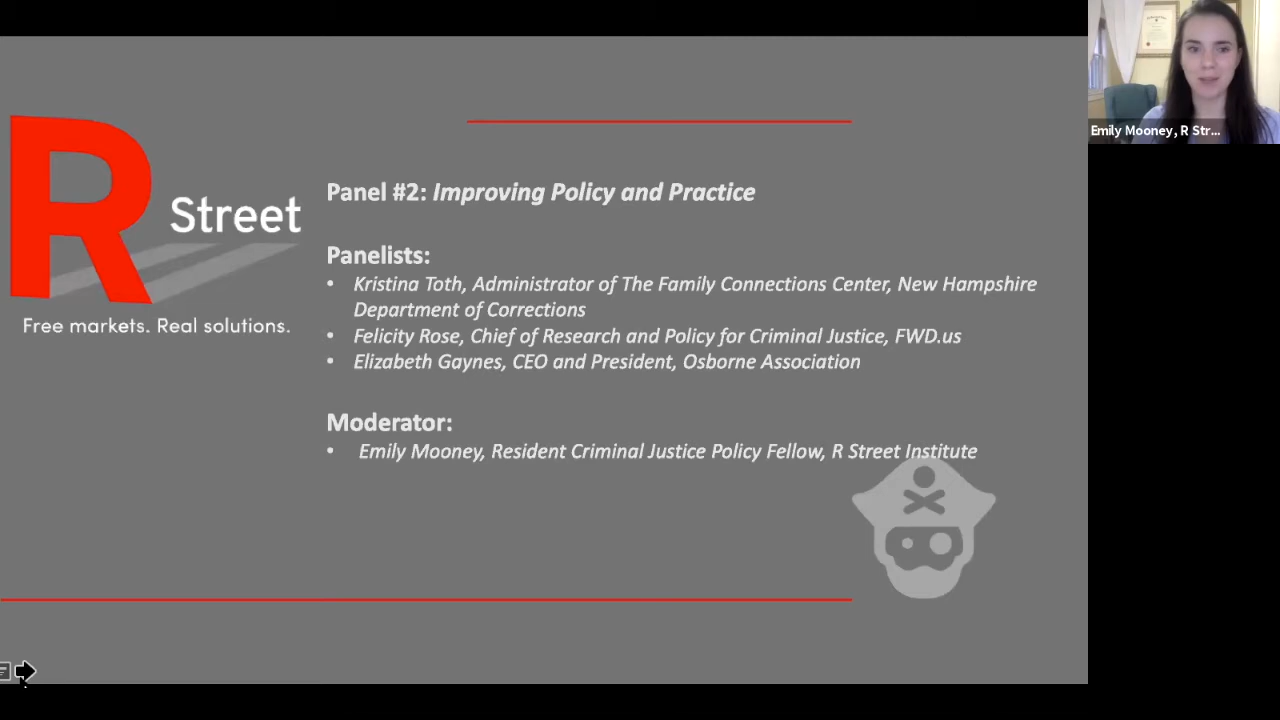 Emily Mooney, R Str...
R Street
Free markets. Real solutions.
Panel #2: Improving Policy and Practice
Panelists:
• Kristina Toth, Administrator of The Family Connections Center, New Hampshire
Department of Corrections
• Felicity Rose, Chief of Research and Policy for Criminal Justice, FWD.us
• Elizabeth Gaynes, CEO and President, Osborne Association
Moderator:
• Emily Mooney, Resident Criminal Justice Policy Fellow, R Street Institute